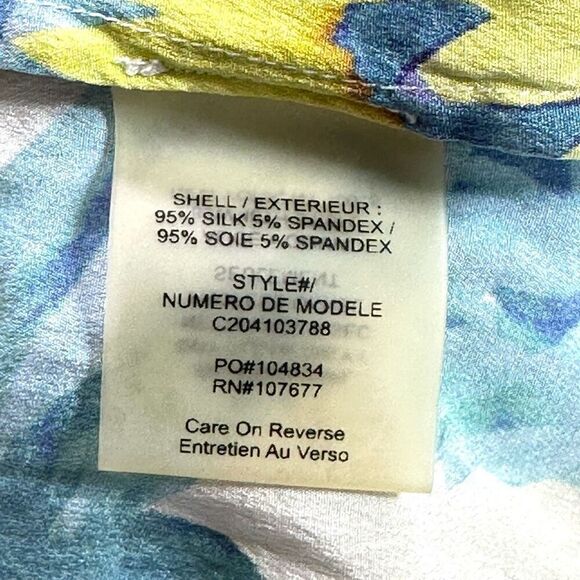 SHELL / EXTERIEUR :
95% SILK 5% SPANDEX /
95% SOIE 5% SPANDEX
STYLE#/
NUMERO DE MODELE
C204103788
PO#104834
RN#107677
Care On Reverse
Entretien Au Verso